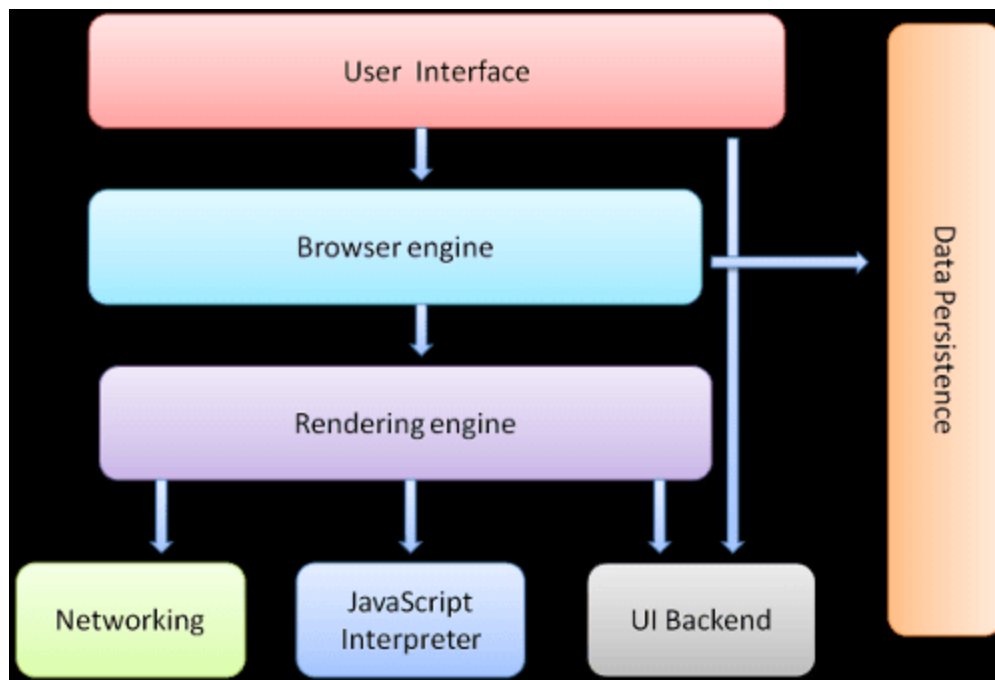 User Interface
Browser engine
Data Persistence
Rendering engine
Networking
JavaScript
Interpreter
UI Backend